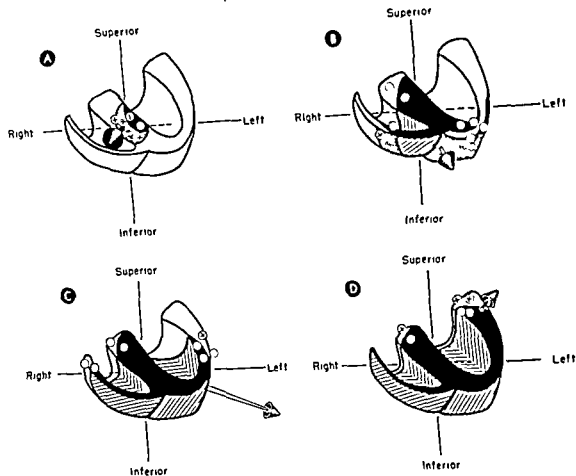 Superior
A
Right
Left
Inferior
Superior
B
Right
Left
Inferior
Superior
C
Right
Left
Inferior
Superior
D
Right
Left
Inferior